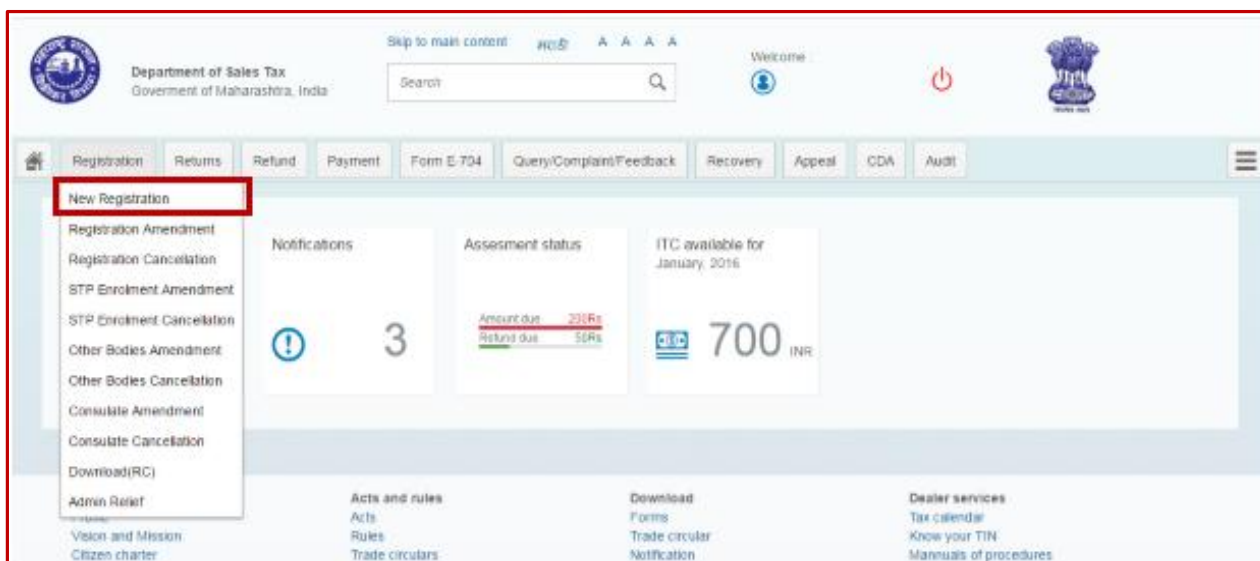 Skip to main content मराठी A A A A
Department of Sales Tax
Goverment of Maharashtra, India
Search
Welcome
Registration Returns Refund Payment Form E-704 Query/Complaint/Feedback Recovery Appeal CDA Audit
New Registration
Registration Amendment
Registration Cancellation
STP Enrolment Amendment
STP Enrolment Cancellation
Other Bodies Amendment
Other Bodies Cancellation
Consulate Amendment
Consulate Cancellation
Download(RC)
Admin Relief
Notifications
3
Assesment status
Amount due 200Rs
Refund due 50Rs
ITC available for
January, 2016
700 INR
Vision and Mission
Citizen charter
Acts and rules
Acts
Rules
Trade circulars
Download
Forms
Trade circular
Notification
Dealer services
Tax calendar
Know your TIN
Mannuals of procedures